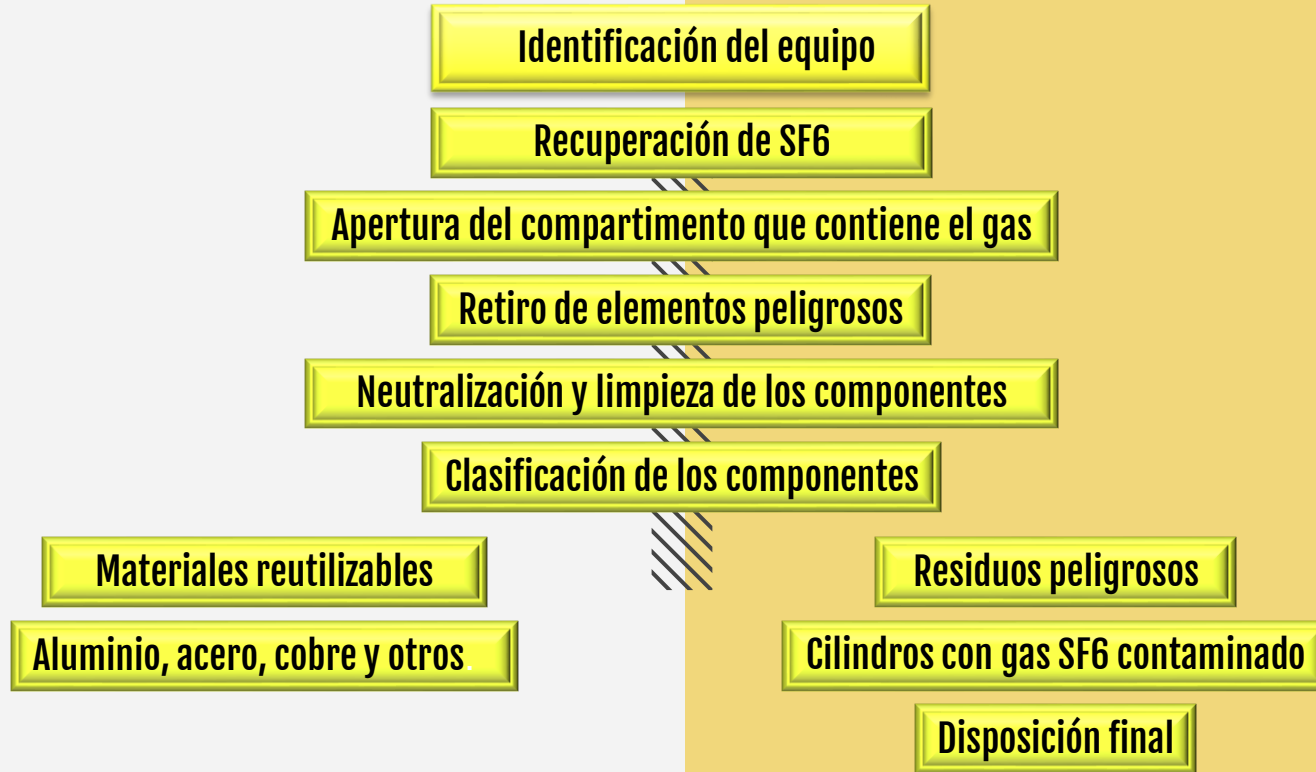 Identificación del equipo
Recuperación de SF6
Apertura del compartimento que contiene el gas
Retiro de elementos peligrosos
Neutralización y limpieza de los componentes
Clasificación de los componentes
Materiales reutilizables
Aluminio, acero, cobre y otros.
Residuos peligrosos
Cilindros con gas SF6 contaminado
Disposición final